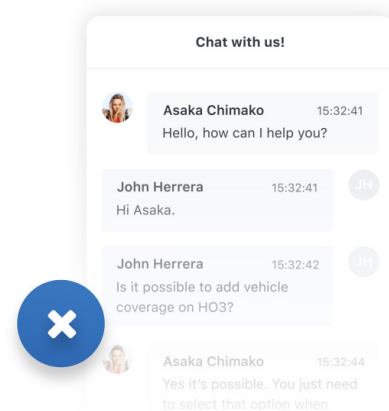 Chat with us!
Asaka Chimako 15:32:41
Hello, how can I help you?
John Herrera 15:32:41
JH
Hi Asaka.
John Herrera 15:32:42
JH
Is it possible to add vehicle
coverage on HO3?
Asaka Chimako 15:32:44
Yes it's possible. You just need
to select that option when